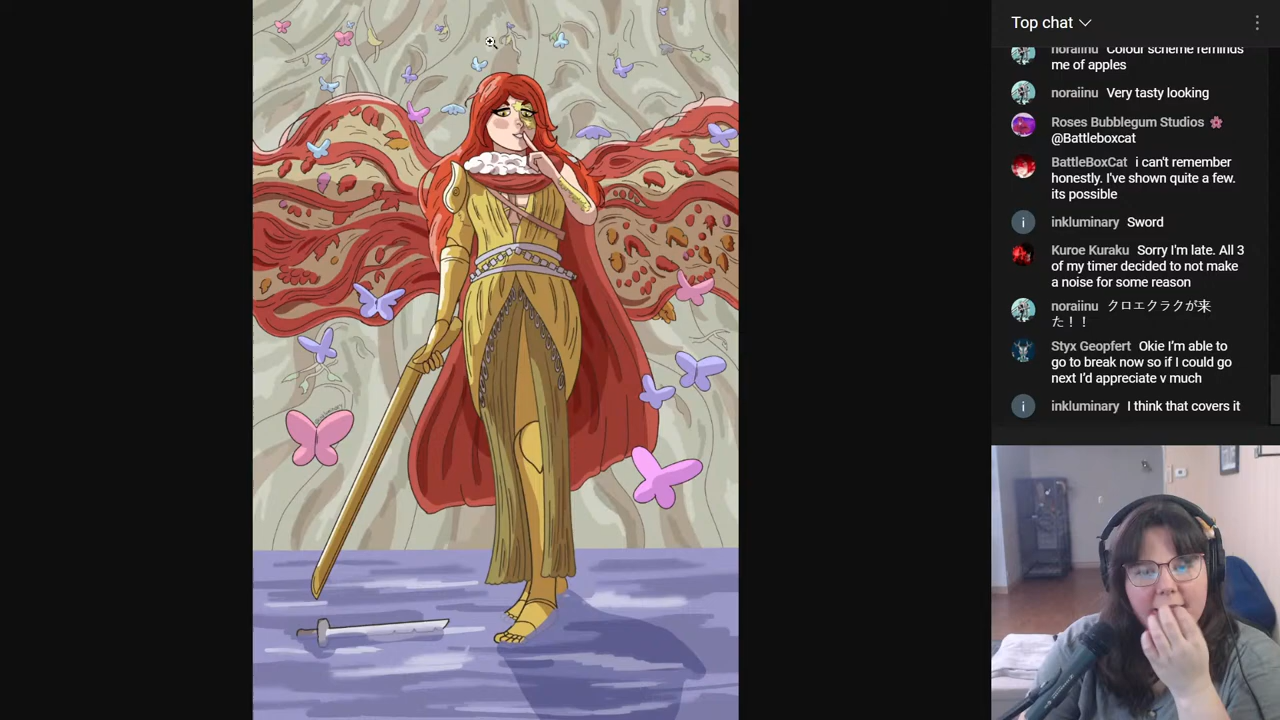 Top chat
noraiinu Colour scheme reminds
me of apples
noraiinu Very tasty looking
Roses Bubblegum Studios 🌸
@Battleboxcat
BattleBoxCat i can't remember
honestly. I've shown quite a few.
its possible
inkluminary Sword
Kuroe Kuraku Sorry I'm late. All 3
of my timer decided to not make
a noise for some reason
noraiinu クロエクラクが来
た！！
Styx Geopfert Okie I'm able to
go to break now so if I could go
next I'd appreciate v much
inkluminary I think that covers it